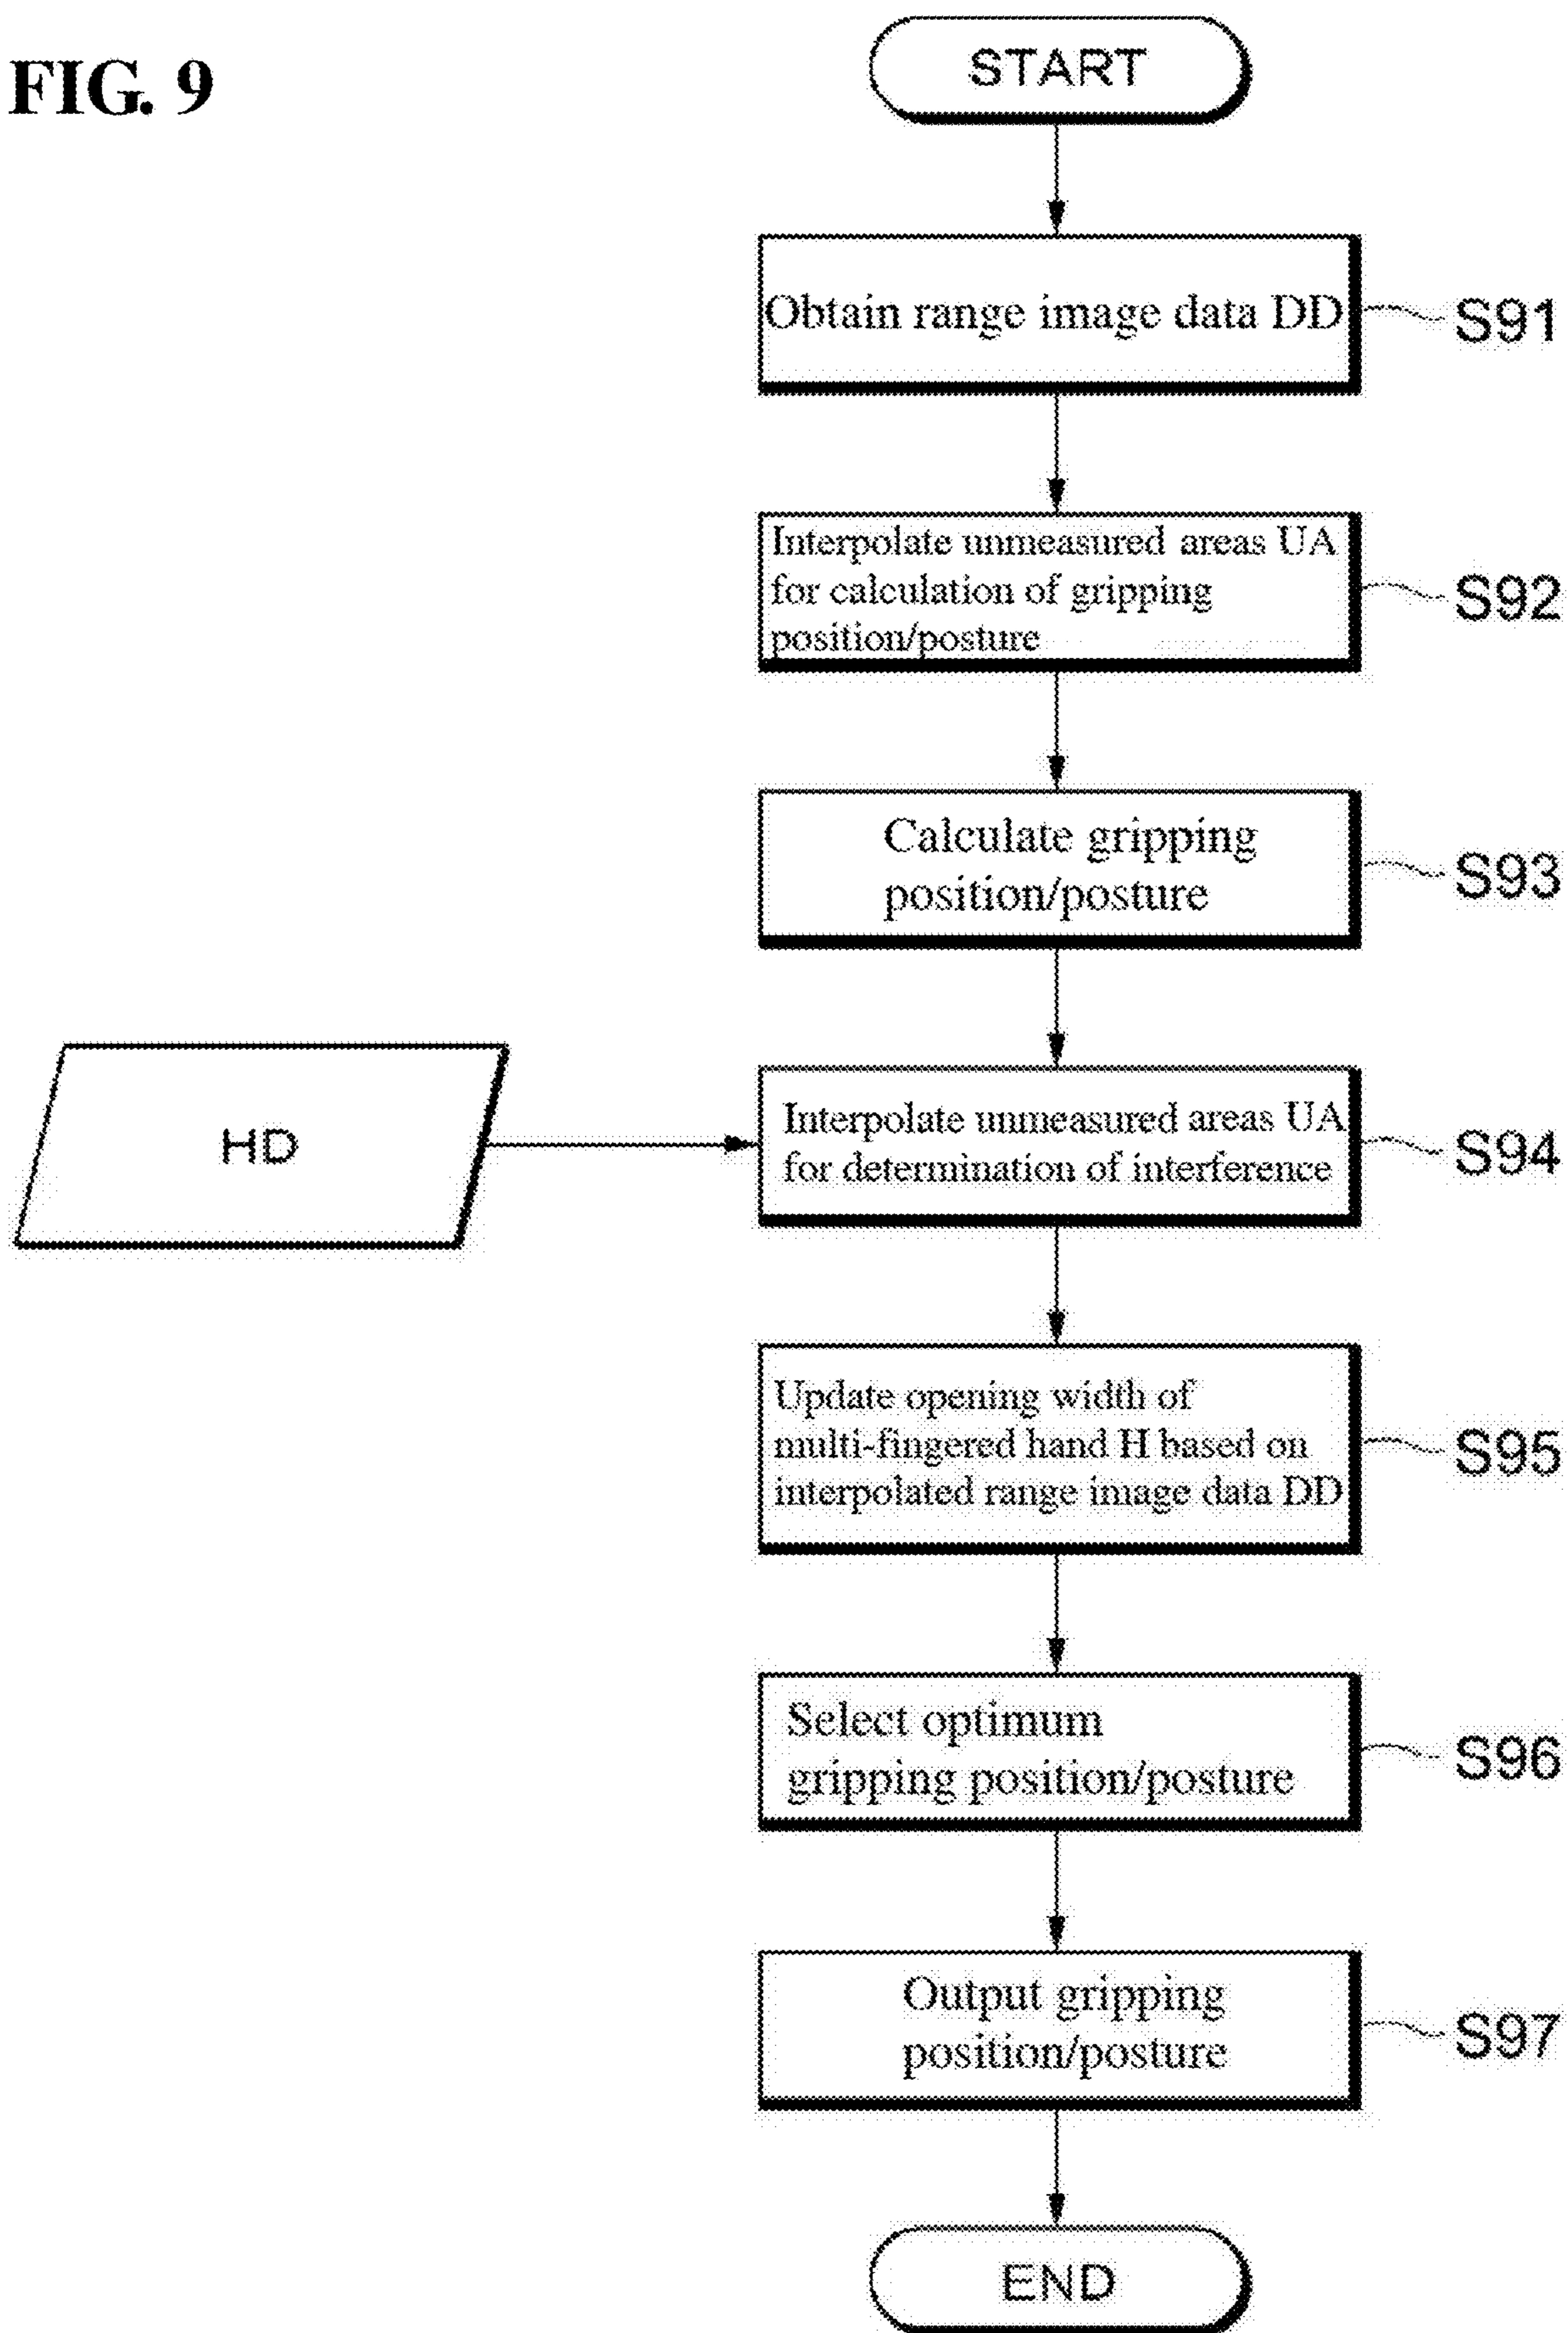 FIG. 9
START
Obtain range image data DD
S91
Interpolate unmeasured areas UA
for calculation of gripping
position/posture
S92
Calculate gripping
position/posture
S93
HD
Interpolate unmeasured areas UA
for determination of interference
S94
Update opening width of
multi-fingered hand H based on
interpolated range image data DD
S95
Select optimum
gripping position/posture
S96
Output gripping
position/posture
S97
END